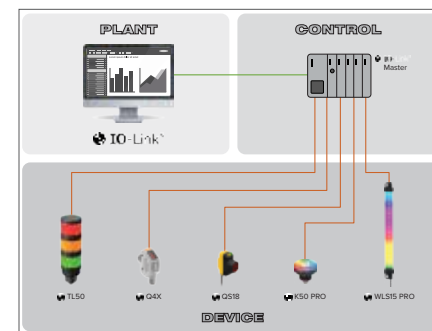 PLANT
CONTROL
IO-Link
Master
TL50
Q4X
QS18
K50 PRO
WLS15 PRO
DEVICE